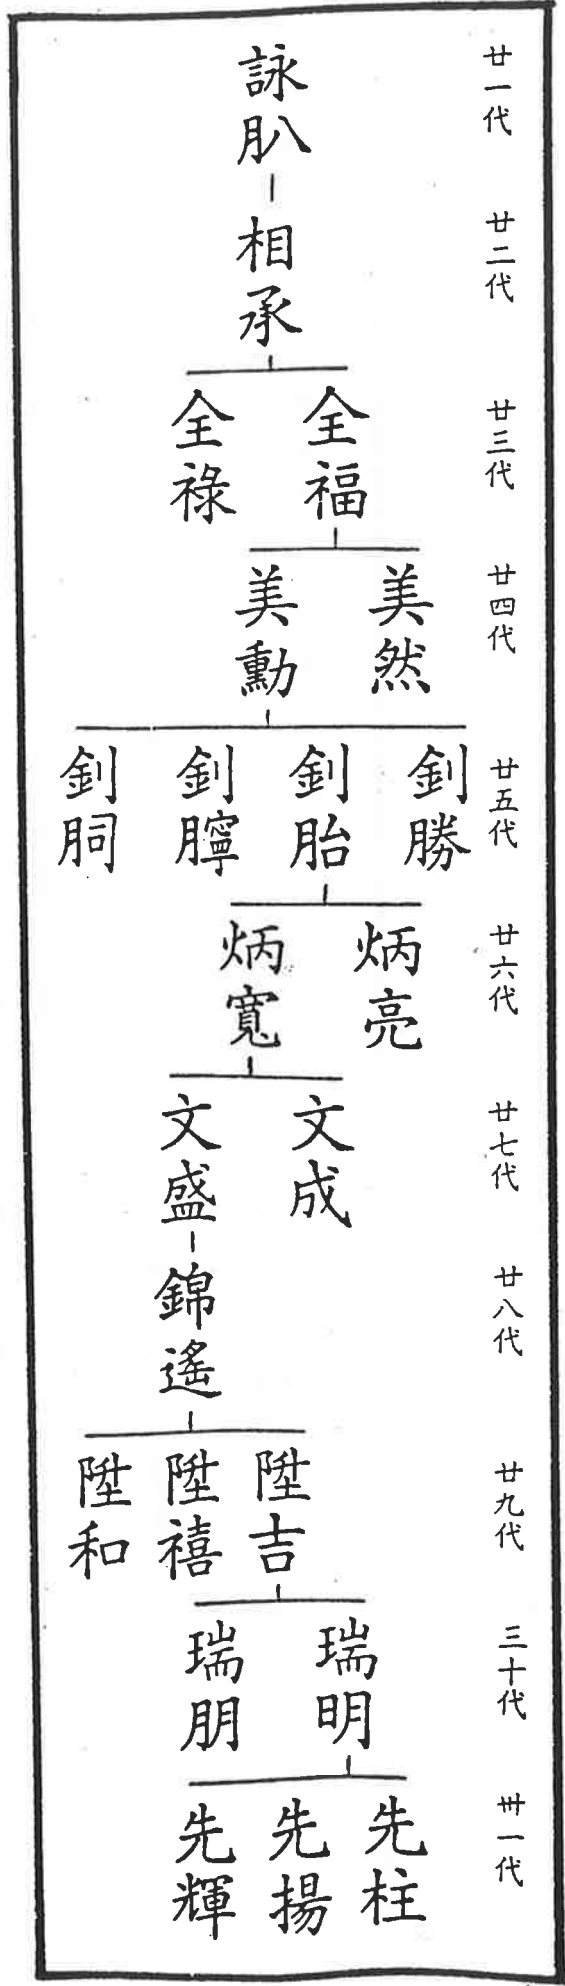 廿一代
詠肌
廿二代
相承
廿三代
全福
全祿
廿四代
美然
美勳
廿五代
釗勝
釗胎
釗朥
釗胴
廿六代
炳亮
炳寬
廿七代
文成
文盛
廿八代
錦遙
廿九代
陞吉
陞禧
陞和
三十代
瑞明
瑞朋
卅一代
先柱
先揚
先輝